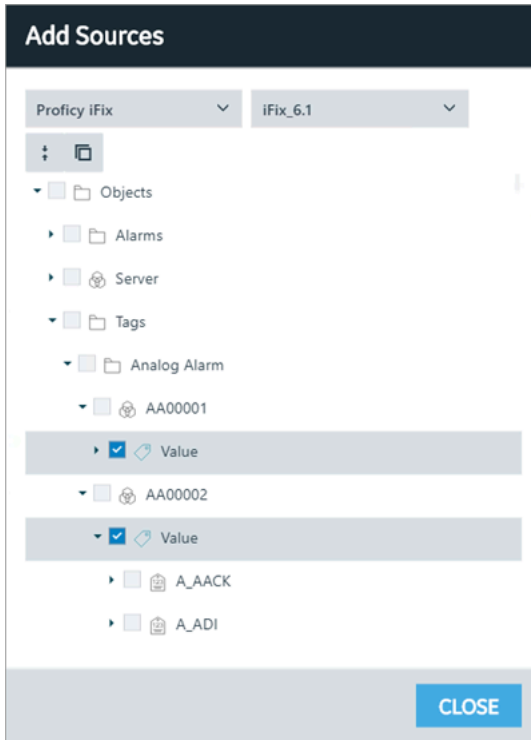 Add Sources
Proficy iFix iFix_6.1
Objects
Alarms
Server
Tags
Analog Alarm
AA00001
Value
AA00002
Value
A_AACK
A_ADI
CLOSE